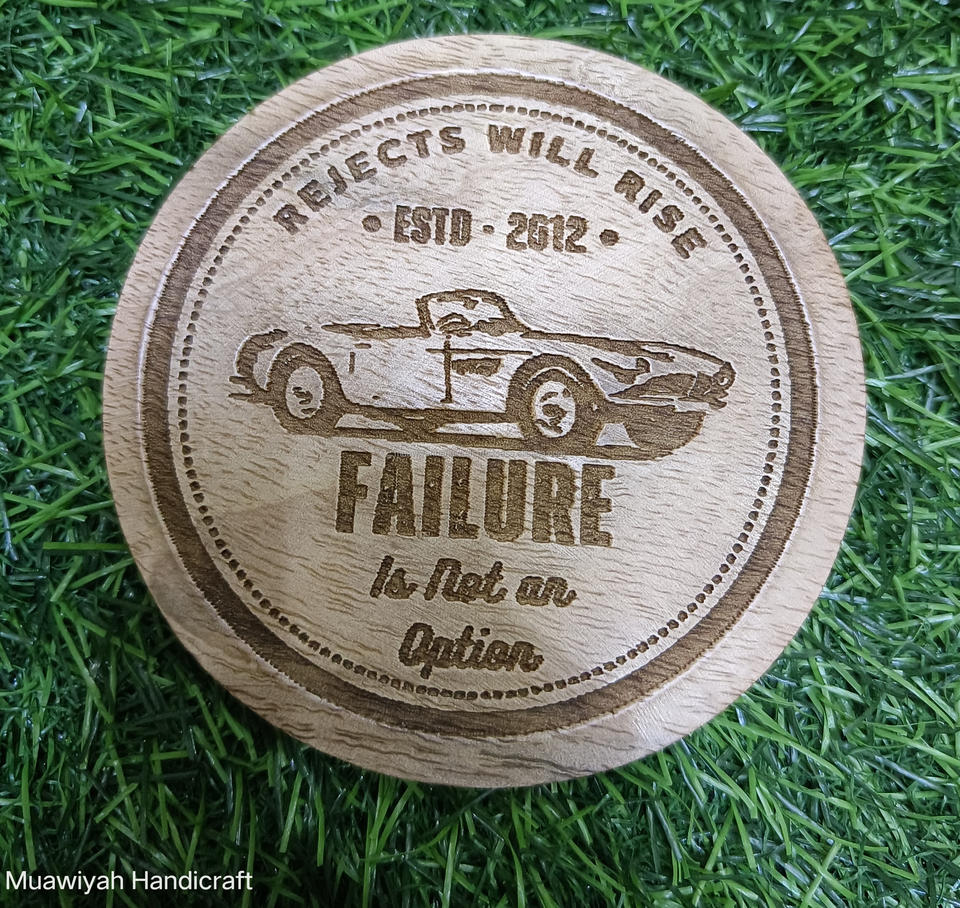 REJECTS WILL RISE
• ESTD - 2012 •
FAILURE
Is Not an
Option
Muawiyah Handicraft